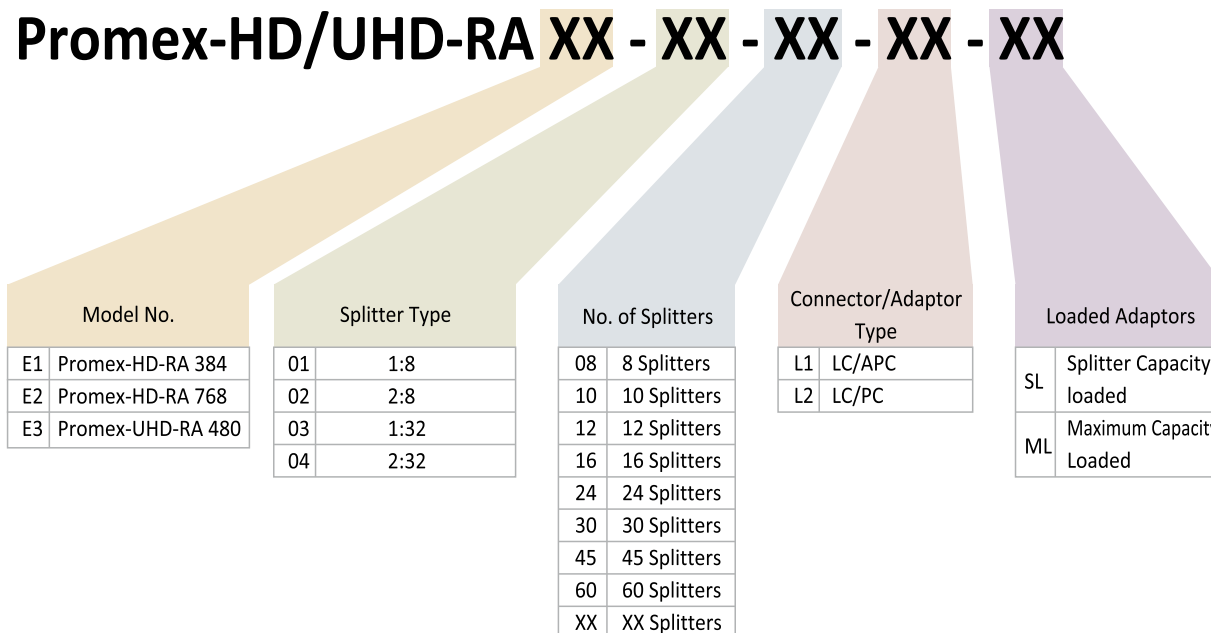 Promex-HD/UHD-RA XX - XX - XX - XX - XX
Model No.
E1 Promex-HD-RA 384
E2 Promex-HD-RA 768
E3 Promex-UHD-RA 480
Splitter Type
01 1:8
02 2:8
03 1:32
04 2:32
No. of Splitters
08 8 Splitters
10 10 Splitters
12 12 Splitters
16 16 Splitters
24 24 Splitters
30 30 Splitters
45 45 Splitters
60 60 Splitters
XX XX Splitters
Connector/Adaptor
Type
L1 LC/APC
L2 LC/PC
Loaded Adaptors
SL Splitter Capacity
loaded
ML Maximum Capacity
Loaded